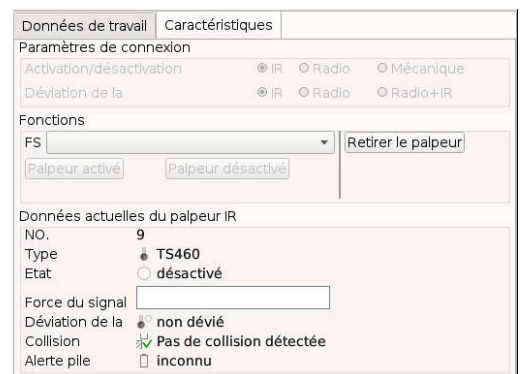 Données de travail Caractéristiques
Paramètres de connexion
Activation/désactivation IR Radio Mécanique
Déviation de la IR Radio Radio+IR
Fonctions
FS Retirer le palpeur
Palpeur activé Palpeur désactivé
Données actuelles du palpeur IR
NO. 9
Type TS460
Etat désactivé
Force du signal
Déviation de la non dévié
Collision Pas de collision détectée
Alerte pile inconnu